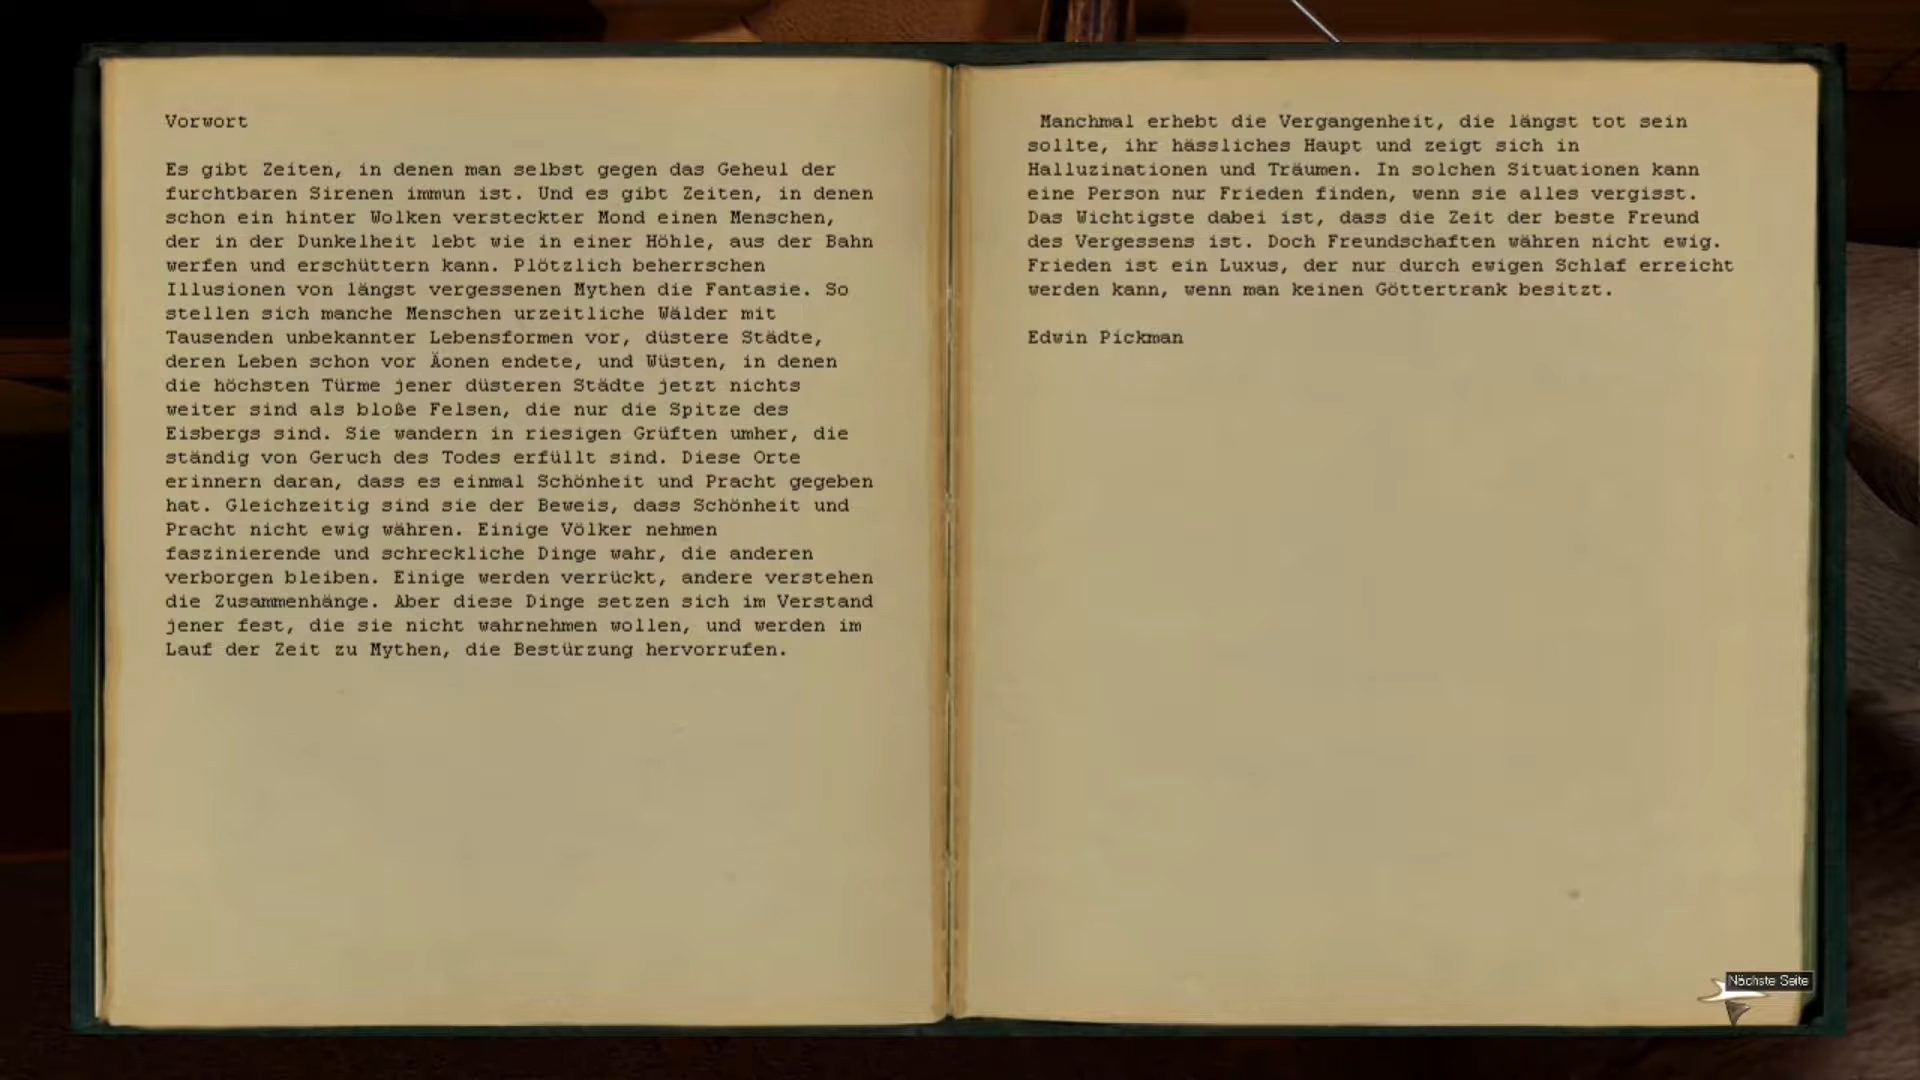 Vorwort
Es gibt Zeiten, in denen man selbst gegen das Geheul der
furchtbaren Sirenen immun ist. Und es gibt Zeiten, in denen
schon ein hinter Wolken versteckter Mond einen Menschen,
der in der Dunkelheit lebt wie in einer Höhle, aus der Bahn
werfen und erschüttern kann. Plötzlich beherrschen
Illusionen von längst vergessenen Mythen die Fantasie. So
stellen sich manche Menschen urzeitliche Wälder mit
Tausenden unbekannter Lebensformen vor, düstere Städte,
deren Leben schon vor Äonen endete, und Wüsten, in denen
die höchsten Türme jener düsteren Städte jetzt nichts
weiter sind als bloße Felsen, die nur die Spitze des
Eisbergs sind. Sie wandern in riesigen Grüften umher, die
ständig von Geruch des Todes erfüllt sind. Diese Orte
erinnern daran, dass es einmal Schönheit und Pracht gegeben
hat. Gleichzeitig sind sie der Beweis, dass Schönheit und
Pracht nicht ewig währen. Einige Völker nehmen
faszinierende und schreckliche Dinge wahr, die anderen
verborgen bleiben. Einige werden verrückt, andere verstehen
die Zusammenhänge. Aber diese Dinge setzen sich im Verstand
jener fest, die sie nicht wahrnehmen wollen, und werden im
Lauf der Zeit zu Mythen, die Bestürzung hervorrufen.
Manchmal erhebt die Vergangenheit, die längst tot sein
sollte, ihr hässliches Haupt und zeigt sich in
Halluzinationen und Träumen. In solchen Situationen kann
eine Person nur Frieden finden, wenn sie alles vergisst.
Das Wichtigste dabei ist, dass die Zeit der beste Freund
des Vergessens ist. Doch Freundschaften währen nicht ewig.
Frieden ist ein Luxus, der nur durch ewigen Schlaf erreicht
werden kann, wenn man keinen Göttertrank besitzt.
Edwin Pickman
Nächste Seite